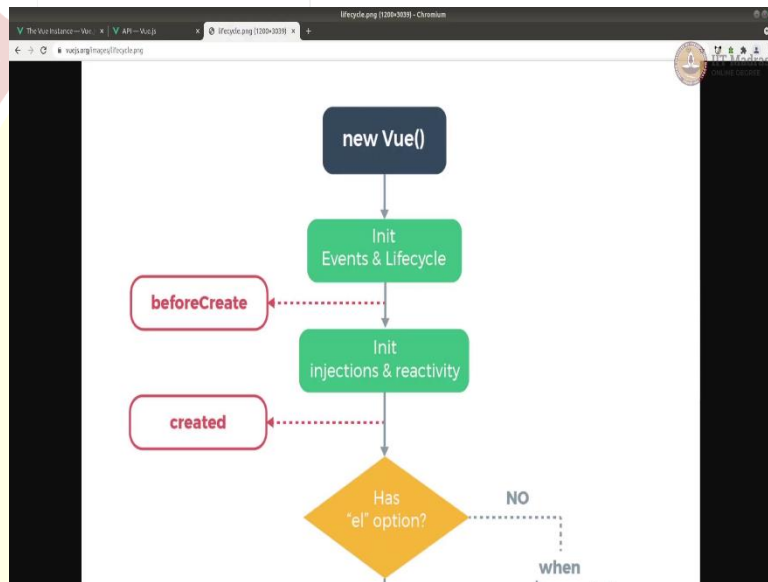 lifecycle.png (1200×3039) - Chromium
The Vue Instance — Vue.
API — Vue.js
lifecycle.png (1200×3039)
vuejs.org/images/lifecycle.png
IIT Madras
ONLINE DEGREE
new Vue()
Init
Events & Lifecycle
beforeCreate
Init
injections & reactivity
created
Has
"el" option?
NO
when